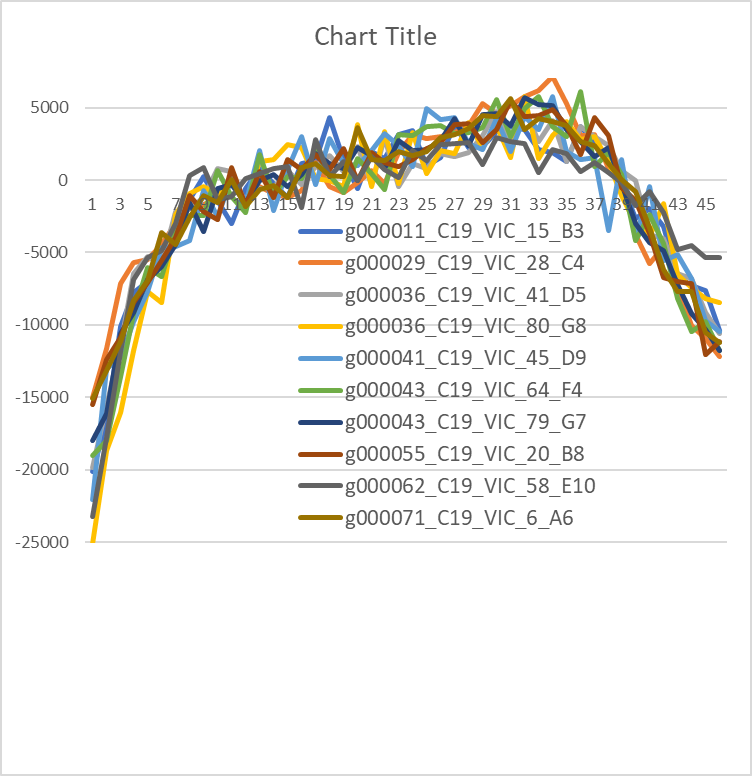 Chart Title
5000
0
1 3 5 7 9 11 13 15 17 19 21 23 25 27 29 31 33 35 37 39 41 43 45
-5000
g000011_C19_VIC_15_B3
g000029_C19_VIC_28_C4
g000036_C19_VIC_41_D5
-10000
g000036_C19_VIC_80_G8
g000041_C19_VIC_45_D9
g000043_C19_VIC_64_F4
-15000
g000043_C19_VIC_79_G7
g000055_C19_VIC_20_B8
-20000
g000062_C19_VIC_58_E10
g000071_C19_VIC_6_A6
-25000